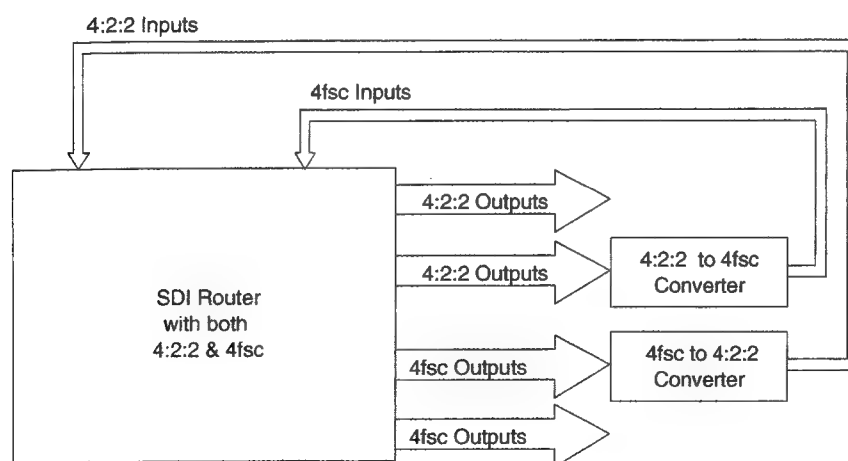 4:2:2 Inputs
4fsc Inputs
4:2:2 Outputs
4:2:2 Outputs
4:2:2 to 4fsc
Converter
SDI Router
with both
4:2:2 & 4fsc
4fsc Outputs
4fsc to 4:2:2
Converter
4fsc Outputs